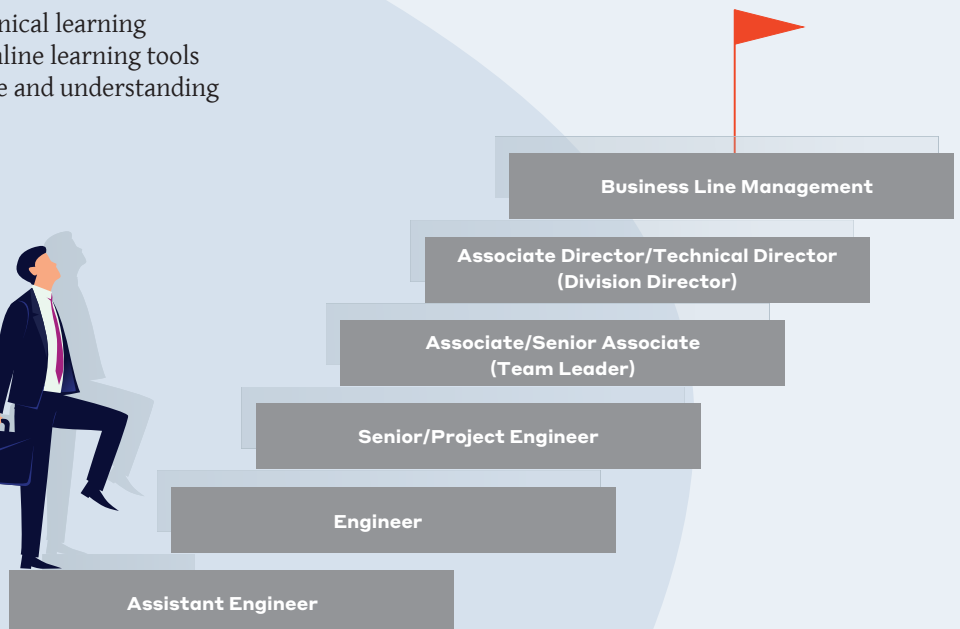 nical learning
line learning tools
e and understanding
Business Line Management
Associate Director/Technical Director
(Division Director)
Associate/Senior Associate
(Team Leader)
Senior/Project Engineer
Engineer
Assistant Engineer